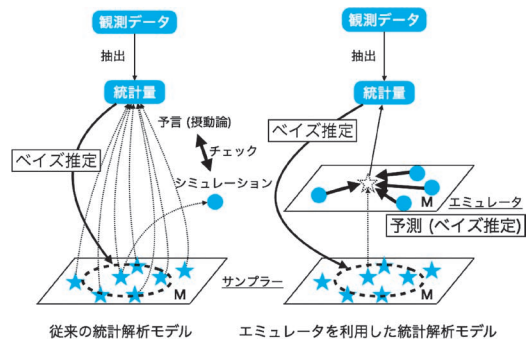 観測データ
抽出
統計量
予言 (摂動論)
チェック
ベイズ推定
シミュレーション
サンプラー
M
従来の統計解析モデル
観測データ
抽出
統計量
ベイズ推定
M
エミュレータ
予測 (ベイズ推定)
M
エミュレータを利用した統計解析モデル